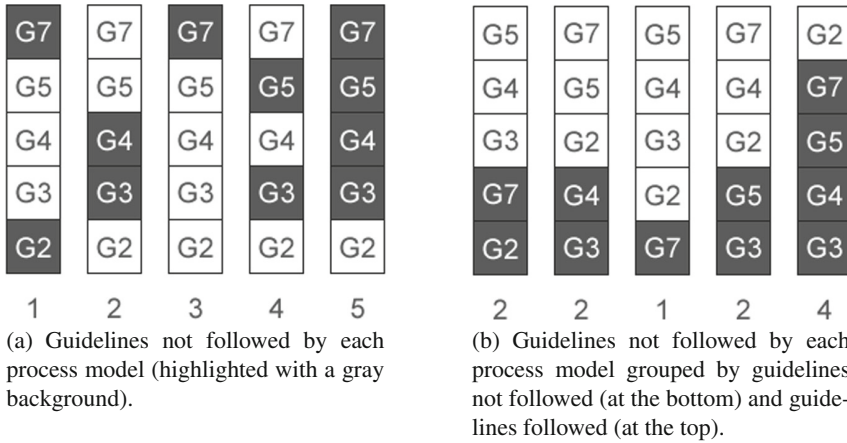 G7 G7 G7 G7 G7
G5 G5 G5 G5 G5
G4 G4 G4 G4 G4
G3 G3 G3 G3 G3
G2 G2 G2 G2 G2
1 2 3 4 5
(a) Guidelines not followed by each
process model (highlighted with a gray
background).
G5 G7 G5 G7 G2
G4 G5 G4 G4 G7
G3 G2 G3 G2 G5
G7 G4 G2 G5 G4
G2 G3 G7 G3 G3
2 2 1 2 4
(b) Guidelines not followed by each
process model grouped by guidelines
not followed (at the bottom) and guide-
lines followed (at the top).